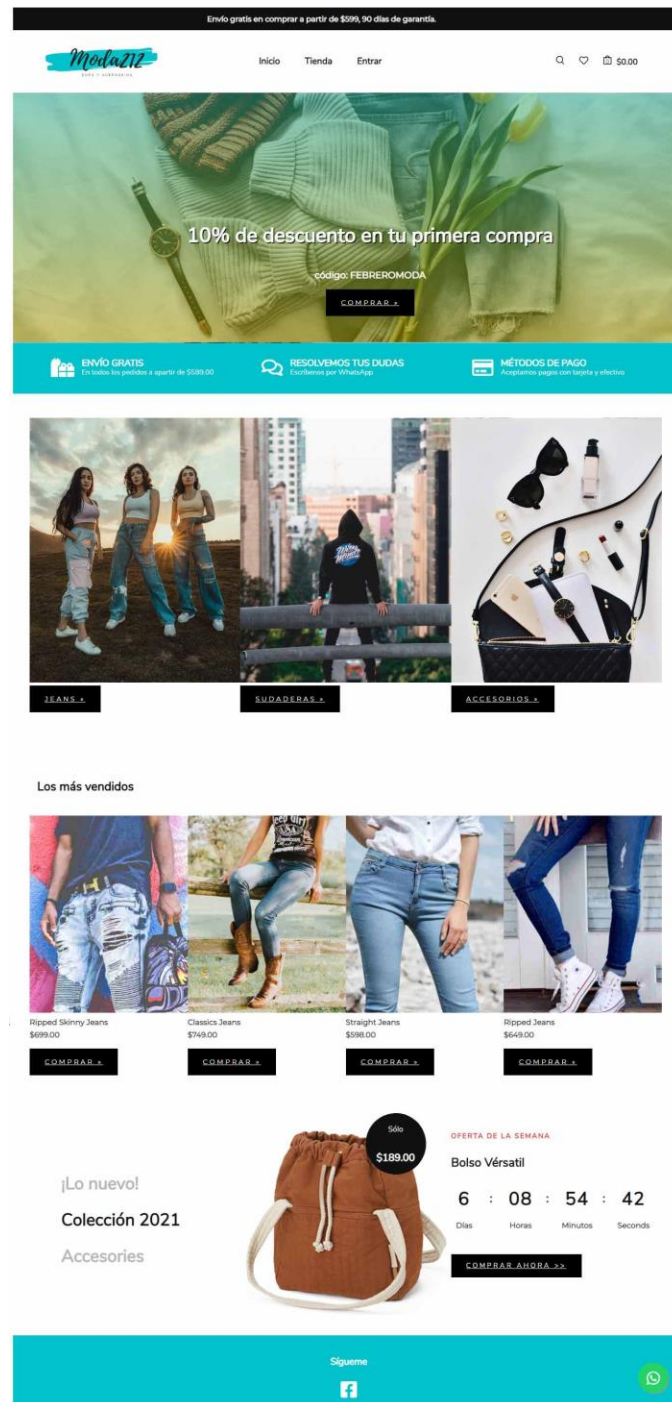 Envío gratis en comprar a partir de $599, 90 días de garantía.
Moda212
Inicio Tienda Entrar $0.00
10% de descuento en tu primera compra
código: FEBREROMODA
COMPRAR »
ENVÍO GRATIS
En todos los pedidos a apartir de $599.00
RESOLVEMOS TUS DUDAS
Escríbenos por WhatsApp
MÉTODOS DE PAGO
Aceptamos pagos con tarjeta y efectivo
JEANS » SUDADERAS » ACCESORIOS »
Los más vendidos
Ripped Skinny Jeans
$699.00
COMPRAR »
Classics Jeans
$749.00
COMPRAR »
Straight Jeans
$598.00
COMPRAR »
Ripped Jeans
$649.00
COMPRAR »
¡Lo nuevo!
Colección 2021
Accesories
Sólo
$189.00
OFERTA DE LA SEMANA
Bolso Vérsatil
6 : 08 : 54 : 42
Días Horas Minutos Seconds
COMPRAR AHORA >>
Sígueme